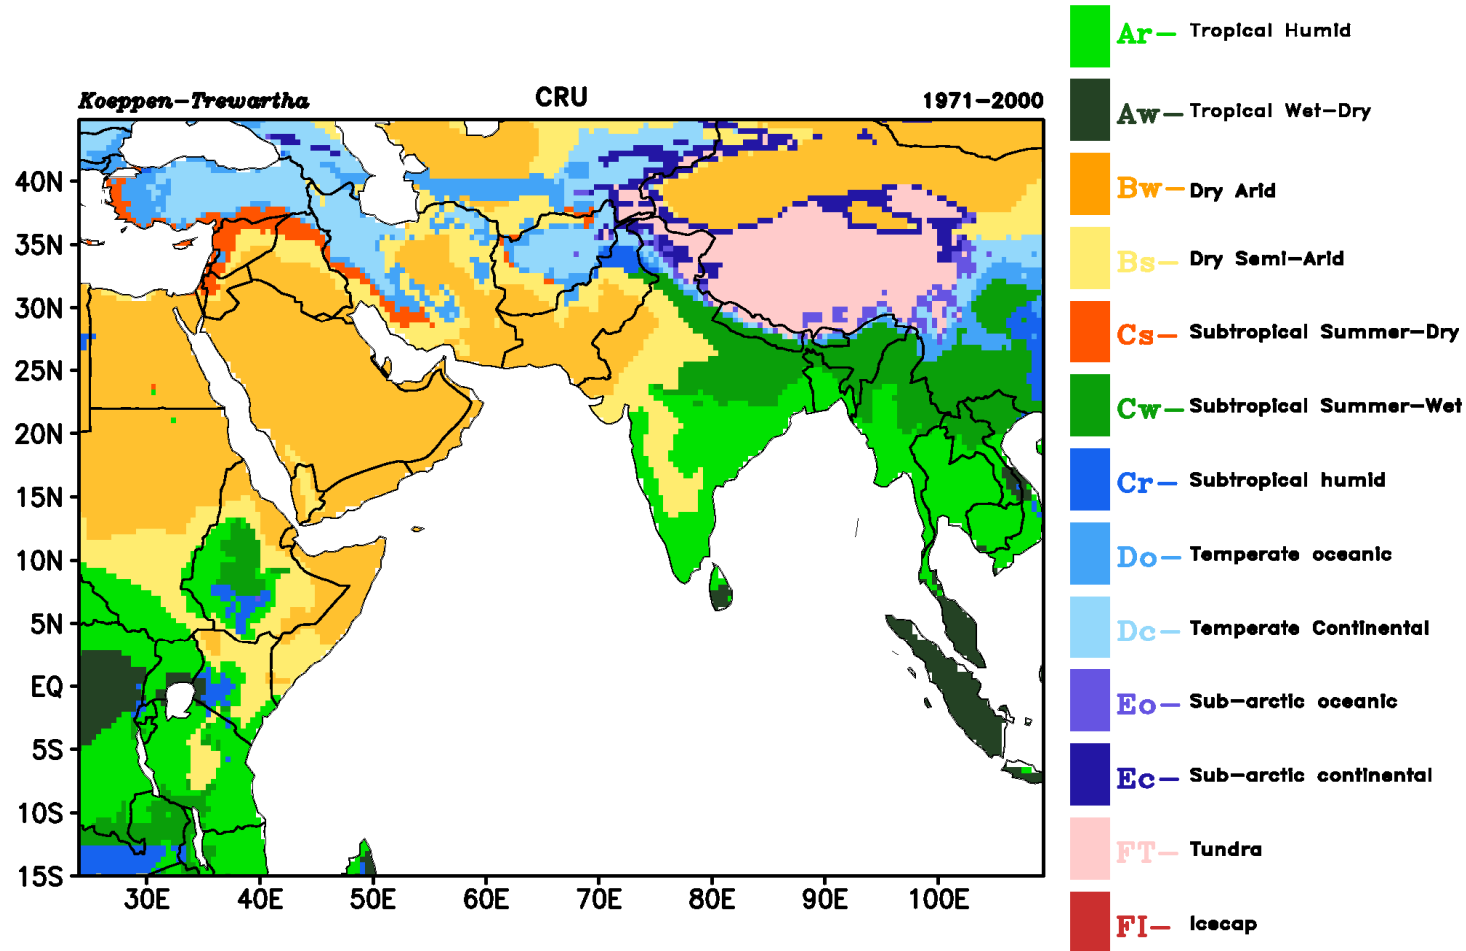 Koeppen-Trewartha CRU 1971-2000
40N
35N
30N
25N
20N
15N
10N
5N
EQ
5S
10S
15S
30E 40E 50E 60E 70E 80E 90E 100E
Ar- Tropical Humid
Aw- Tropical Wet-Dry
Bw- Dry Arid
Bs- Dry Semi-Arid
Cs- Subtropical Summer-Dry
Cw- Subtropical Summer-Wet
Cr- Subtropical humid
Do- Temperate oceanic
Dc- Temperate Continental
Eo- Sub-arctic oceanic
Ec- Sub-arctic continental
FT- Tundra
FI- Icecap